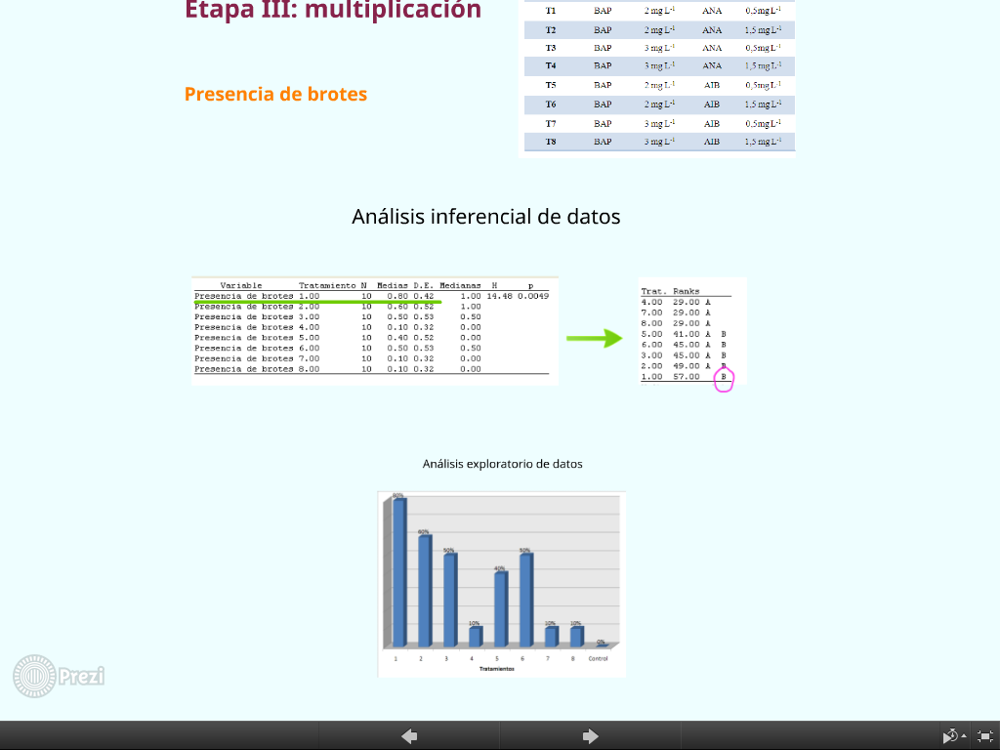 Etapa III: multiplicación
T1 BAP 2 mg L-1 ANA 0,5mg L-1
T2 BAP 2 mg L-1 ANA 1,5 mg L-1
T3 BAP 3 mg L-1 ANA 0,5mg L-1
T4 BAP 3 mg L-1 ANA 1,5 mg L-1
T5 BAP 2 mg L-1 AIB 0,5mg L-1
T6 BAP 2 mg L-1 AIB 1,5 mg L-1
T7 BAP 3 mg L-1 AIB 0,5mg L-1
T8 BAP 3 mg L-1 AIB 1,5 mg L-1
Presencia de brotes
Análisis inferencial de datos
Variable Tratamiento N Medias D.E. Medianas H p
Presencia de brotes 1.00 10 0.80 0.42 1.00 14.48 0.0049
Presencia de brotes 2.00 10 0.60 0.52 1.00
Presencia de brotes 3.00 10 0.50 0.53 0.50
Presencia de brotes 4.00 10 0.10 0.32 0.00
Presencia de brotes 5.00 10 0.40 0.52 0.00
Presencia de brotes 6.00 10 0.50 0.53 0.50
Presencia de brotes 7.00 10 0.10 0.32 0.00
Presencia de brotes 8.00 10 0.10 0.32 0.00
Trat. Ranks
4.00 29.00 A
7.00 29.00 A
8.00 29.00 A
5.00 41.00 A B
6.00 45.00 A B
3.00 45.00 A B
2.00 49.00 A B
1.00 57.00 B
Análisis exploratorio de datos
80%
60%
50%
10%
40%
50%
10%
10%
0%
1 2 3 4 5 6 7 8 Control
Tratamientos
Prezi